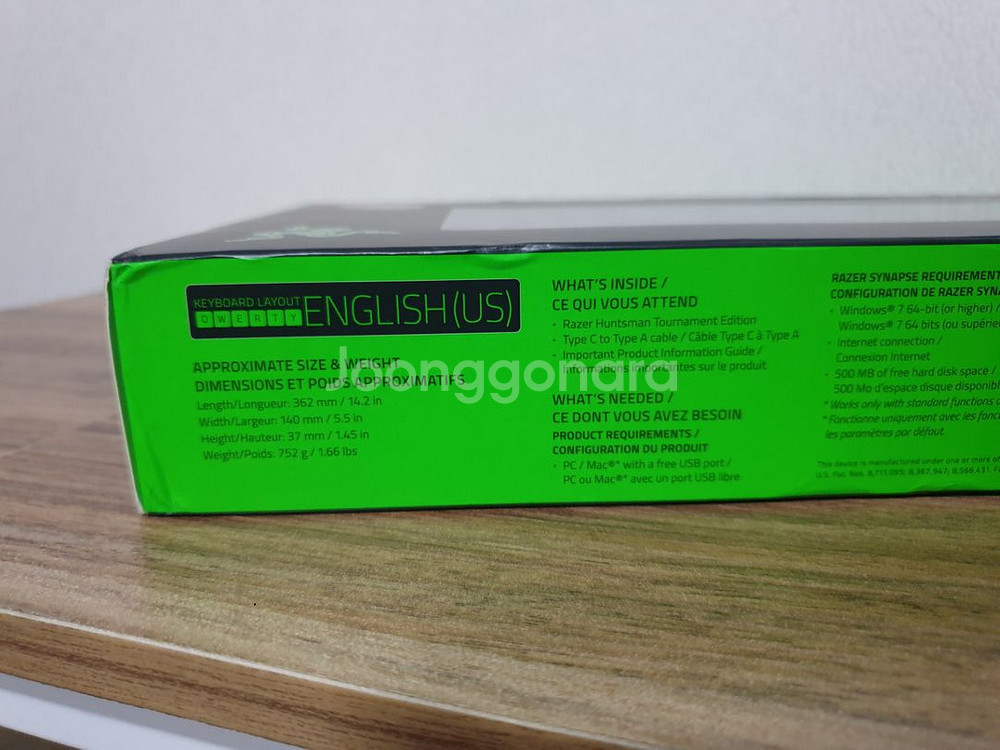 KEYBOARD LAYOUT
QWERTY
ENGLISH(US)
APPROXIMATE SIZE & WEIGHT
DIMENSIONS ET POIDS APPROXIMATIFS
Length/Longueur: 362 mm / 14.2 in
Width/Largeur: 140 mm / 5.5 in
Height/Hauteur: 37 mm / 1.45 in
Weight/Poids: 752 g / 1.66 lbs
WHAT'S INSIDE /
CE QUI VOUS ATTEND
• Razer Huntsman Tournament Edition
• Type C to Type A cable / Câble Type C à Type A
• Important Product Information Guide /
Informations importantes sur le produit
WHAT'S NEEDED /
CE DONT VOUS AVEZ BESOIN
PRODUCT REQUIREMENTS /
CONFIGURATION DU PRODUIT
• PC / Mac®* with a free USB port /
PC ou Mac®* avec un port USB libre
RAZER SYNAPSE REQUIREMENT
CONFIGURATION DE RAZER SYNA
• Windows® 7 64-bit (or higher) /
Windows® 7 64 bits (ou supérie
• Internet connection /
Connexion Internet
• 500 MB of free hard disk space /
500 Mo d'espace disque disponibl
* Works only with standard functions
* Fonctionne uniquement avec les fonc
les paramètres par défaut.
This device is manufactured under one or more of
U.S. Pat. Nos. 8,711,095; 8,367,947; 8,568,431,
Joonggonara